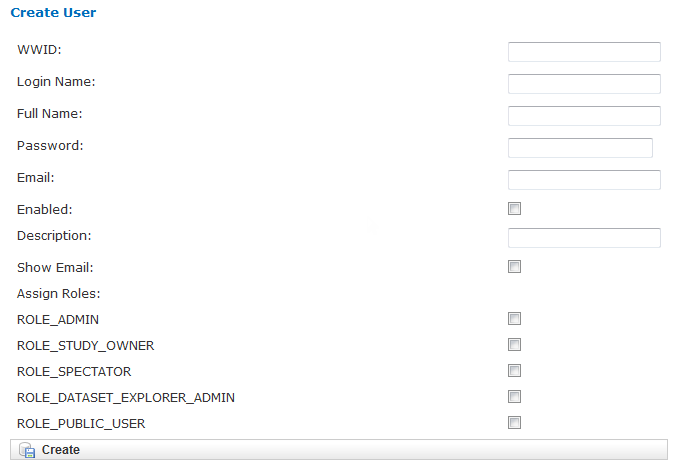 Create User
WWID:
Login Name:
Full Name:
Password:
Email:
Enabled:
Description:
Show Email:
Assign Roles:
ROLE_ADMIN
ROLE_STUDY_OWNER
ROLE_SPECTATOR
ROLE_DATASET_EXPLORER_ADMIN
ROLE_PUBLIC_USER
Create